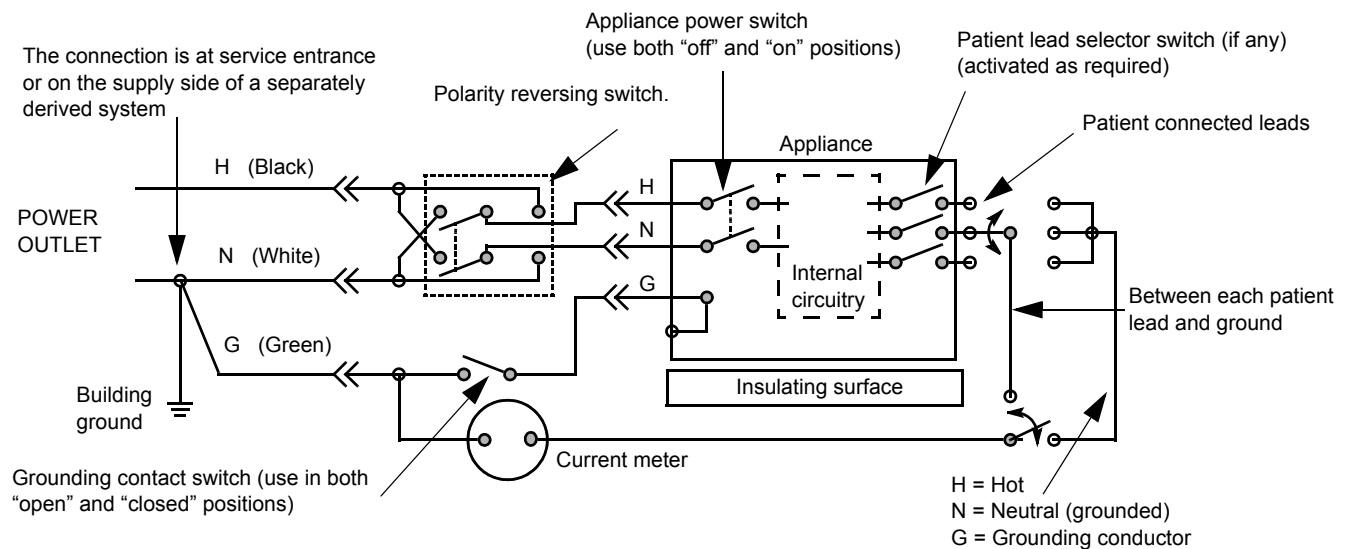 The connection is at service entrance
or on the supply side of a separately
derived system
Appliance power switch
(use both “off” and “on” positions)
Patient lead selector switch (if any)
(activated as required)
Polarity reversing switch.
Patient connected leads
Appliance
H (Black)
H
POWER
OUTLET
N (White)
N
Internal
circuitry
G
Between each patient
lead and ground
G (Green)
Insulating surface
Building
ground
Current meter
Grounding contact switch (use in both
“open” and “closed” positions)
H = Hot
N = Neutral (grounded)
G = Grounding conductor